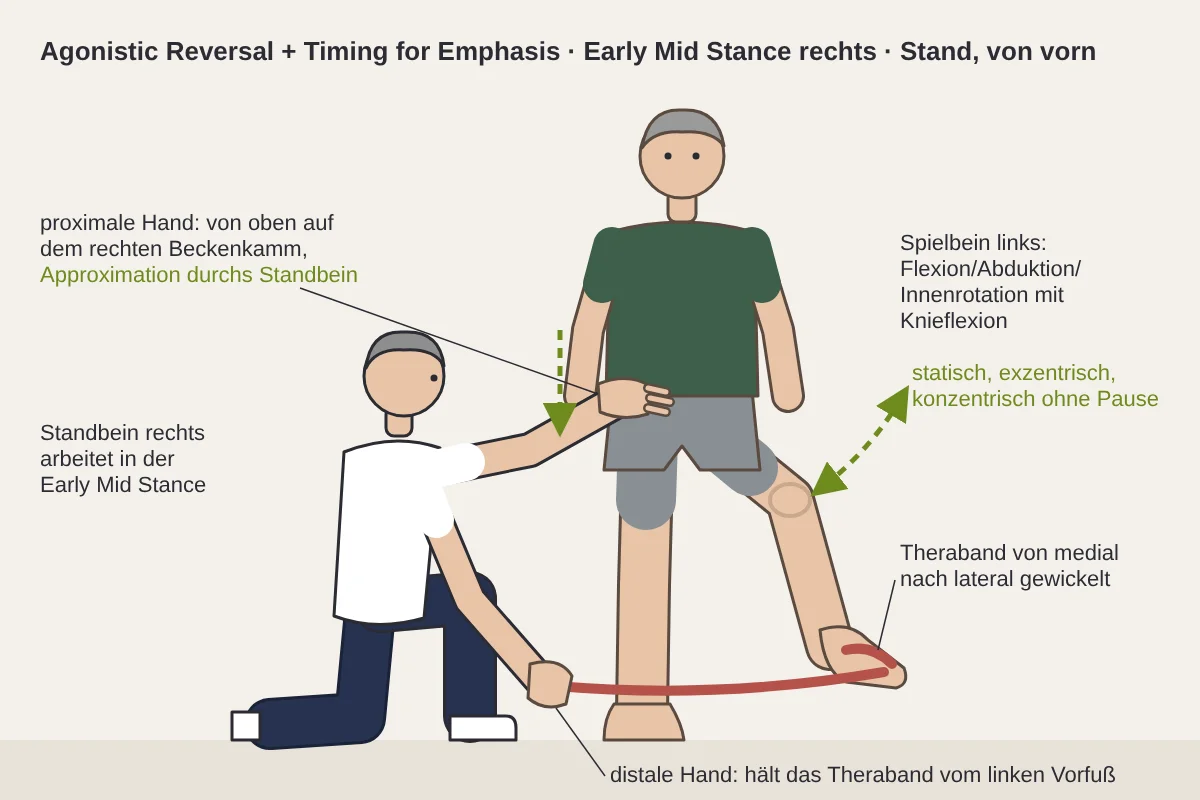 Agonistic Reversal + Timing for Emphasis · Early Mid Stance rechts · Stand, von vorn
proximale Hand: von oben auf
dem rechten Beckenkamm,
Approximation durchs Standbein
Spielbein links:
Flexion/Abduktion/
Innenrotation mit
Knieflexion
statisch, exzentrisch,
konzentrisch ohne Pause
Standbein rechts
arbeitet in der
Early Mid Stance
Theraband von medial
nach lateral gewickelt
distale Hand: hält das Theraband vom linken Vorfuß